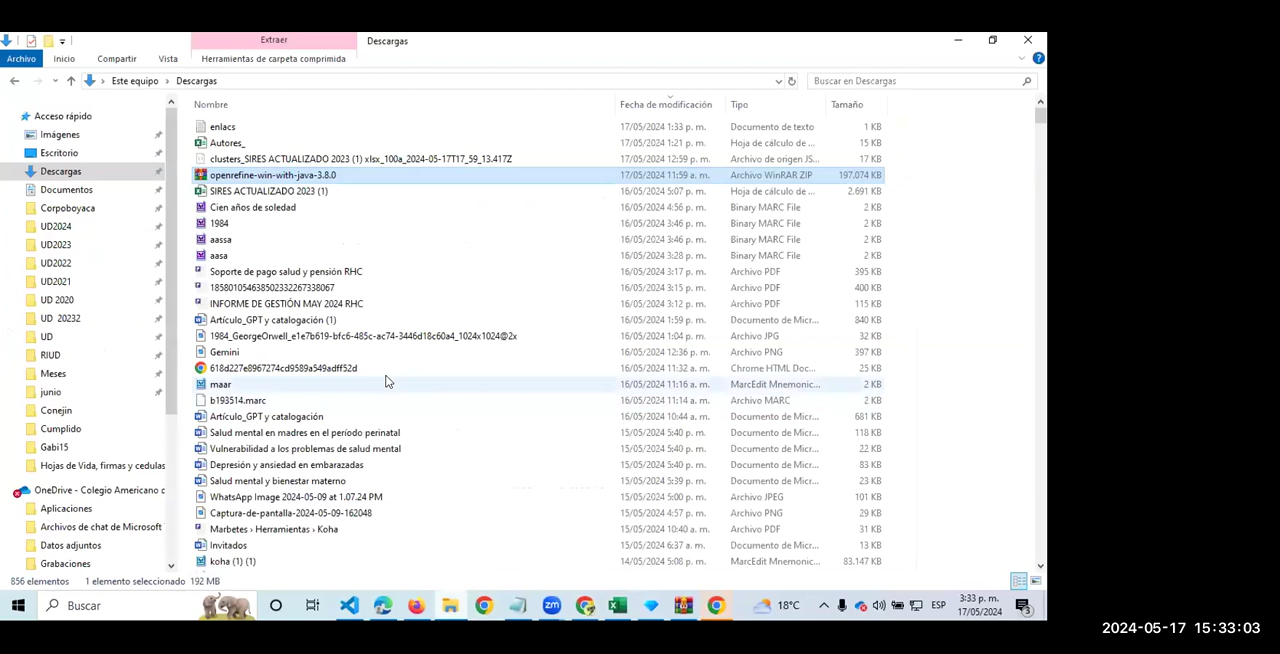 Extraer
Descargas
Archivo
Inicio
Compartir
Vista
Herramientas de carpeta comprimida
Este equipo > Descargas
Buscar en Descargas
Nombre
Fecha de modificación
Tipo
Tamaño
Acceso rápido
Imágenes
Escritorio
Descargas
Documentos
Corpoboyaca
UD2024
UD2023
UD2022
UD2021
UD 2020
UD 20232
UD
RIUD
Meses
junio
Conejin
Cumplido
Gabi15
Hojas de Vida, firmas y cedulas
OneDrive - Colegio Americano d
Aplicaciones
Archivos de chat de Microsoft
Datos adjuntos
Grabaciones
enlacs 17/05/2024 1:33 p. m. Documento de texto 1 KB
Autores_ 17/05/2024 1:21 p. m. Hoja de cálculo de ... 15 KB
clusters_SIRES ACTUALIZADO 2023 (1) xlsx_100a_2024-05-17T17_59_13.417Z 17/05/2024 12:59 p. m. Archivo de origen JS... 17 KB
openrefine-win-with-java-3.8.0 17/05/2024 11:59 a. m. Archivo WinRAR ZIP 197.074 KB
SIRES ACTUALIZADO 2023 (1) 16/05/2024 5:07 p. m. Hoja de cálculo de ... 2.691 KB
Cien años de soledad 16/05/2024 4:56 p. m. Binary MARC File 2 KB
1984 16/05/2024 3:46 p. m. Binary MARC File 2 KB
aassa 16/05/2024 3:46 p. m. Binary MARC File 2 KB
aasa 16/05/2024 3:28 p. m. Binary MARC File 2 KB
Soporte de pago salud y pensión RHC 16/05/2024 3:17 p. m. Archivo PDF 395 KB
185801054638502332267338067 16/05/2024 3:15 p. m. Archivo PDF 400 KB
INFORME DE GESTIÓN MAY 2024 RHC 16/05/2024 3:12 p. m. Archivo PDF 115 KB
Artículo_GPT y catalogación (1) 16/05/2024 1:59 p. m. Documento de Micr... 840 KB
1984_GeorgeOrwell_e1e7b619-bfc6-485c-ac74-3446d18c60a4_1024x1024@2x 16/05/2024 1:04 p. m. Archivo JPG 32 KB
Gemini 16/05/2024 12:36 p. m. Archivo PNG 397 KB
618d227e8967274cd9589a549adff52d 16/05/2024 11:32 a. m. Chrome HTML Doc... 25 KB
maar 16/05/2024 11:16 a. m. MarcEdit Mnemonic... 2 KB
b193514.marc 16/05/2024 11:14 a. m. Archivo MARC 2 KB
Artículo_GPT y catalogación 16/05/2024 10:44 a. m. Documento de Micr... 681 KB
Salud mental en madres en el período perinatal 15/05/2024 5:40 p. m. Documento de Micr... 118 KB
Vulnerabilidad a los problemas de salud mental 15/05/2024 5:40 p. m. Documento de Micr... 22 KB
Depresión y ansiedad en embarazadas 15/05/2024 5:40 p. m. Documento de Micr... 83 KB
Salud mental y bienestar materno 15/05/2024 5:39 p. m. Documento de Micr... 23 KB
WhatsApp Image 2024-05-09 at 1.07.24 PM 15/05/2024 5:00 p. m. Archivo JPEG 101 KB
Captura-de-pantalla-2024-05-09-162048 15/05/2024 4:57 p. m. Archivo PNG 29 KB
Marbetes › Herramientas › Koha 15/05/2024 10:40 a. m. Archivo PDF 31 KB
Invitados 15/05/2024 6:37 a. m. Documento de Micr... 13 KB
koha (1) (1) 14/05/2024 5:08 p. m. MarcEdit Mnemonic... 83.147 KB
856 elementos
1 elemento seleccionado 192 MB
Buscar
zm
18°C
ESP
3:33 p. m.
17/05/2024
3
2024-05-17 15:33:03